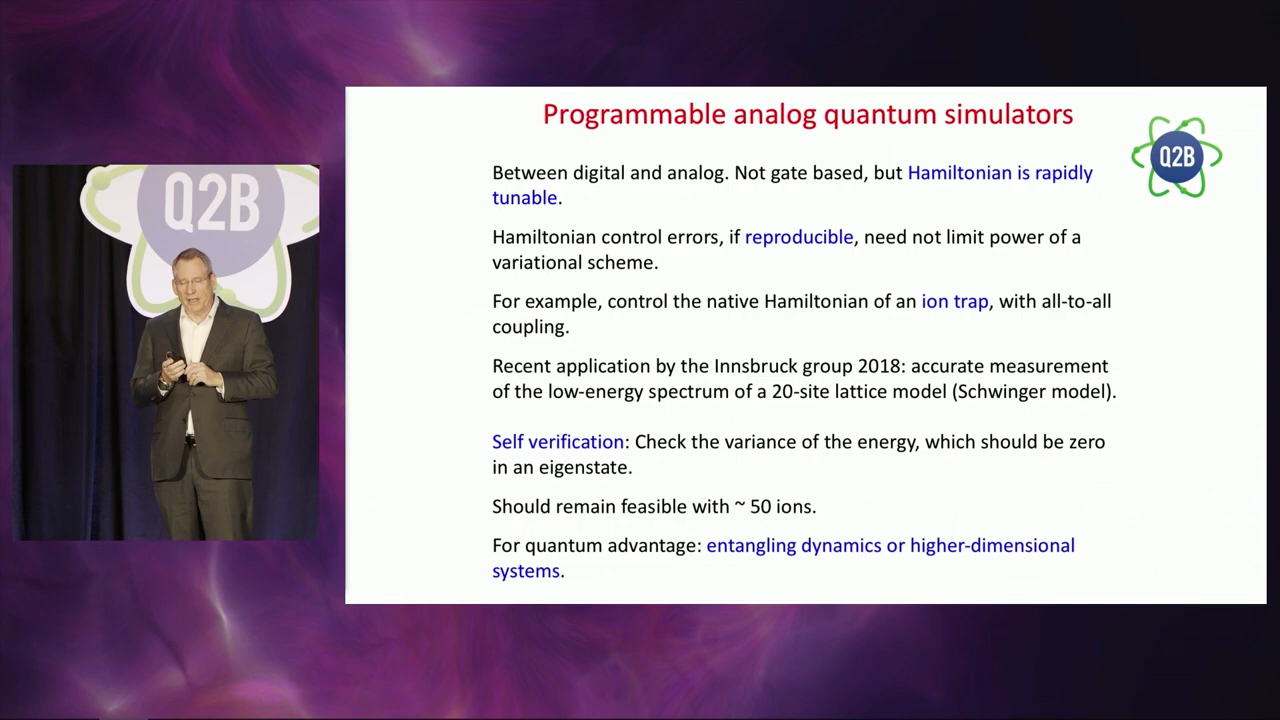 Q2B
Programmable analog quantum simulators
Q2B
Between digital and analog. Not gate based, but Hamiltonian is rapidly
tunable.
Hamiltonian control errors, if reproducible, need not limit power of a
variational scheme.
For example, control the native Hamiltonian of an ion trap, with all-to-all
coupling.
Recent application by the Innsbruck group 2018: accurate measurement
of the low-energy spectrum of a 20-site lattice model (Schwinger model).
Self verification: Check the variance of the energy, which should be zero
in an eigenstate.
Should remain feasible with ~ 50 ions.
For quantum advantage: entangling dynamics or higher-dimensional
systems.